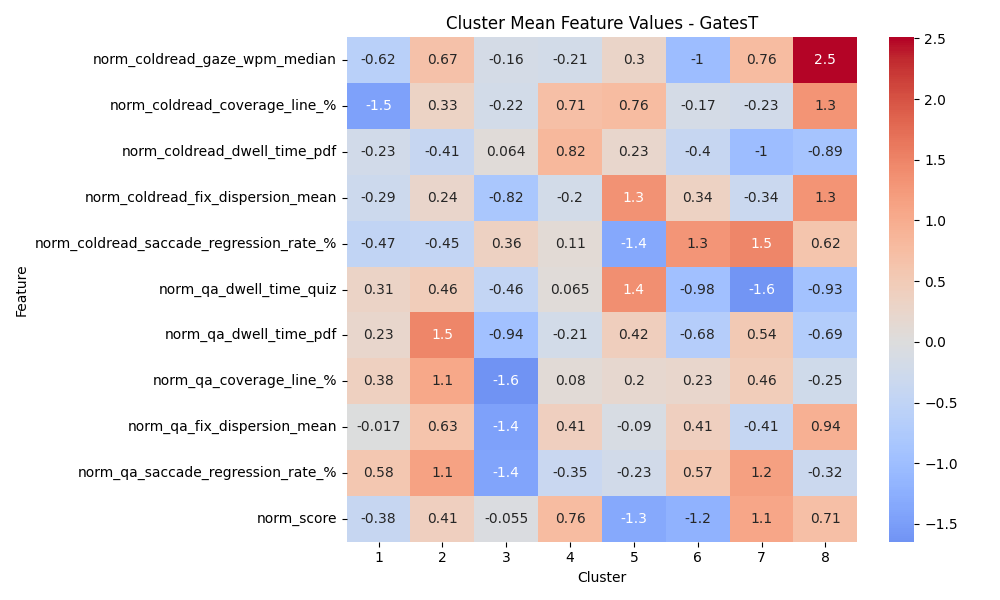 Cluster Mean Feature Values - GatesT
norm_coldread_gaze_wpm_median -0.62 0.67 -0.16 -0.21 0.3 -1 0.76 2.5
norm_coldread_coverage_line_% -1.5 0.33 -0.22 0.71 0.76 -0.17 -0.23 1.3
norm_coldread_dwell_time_pdf -0.23 -0.41 0.064 0.82 0.23 -0.4 -1 -0.89
norm_coldread_fix_dispersion_mean -0.29 0.24 -0.82 -0.2 1.3 0.34 -0.34 1.3
norm_coldread_saccade_regression_rate_% -0.47 -0.45 0.36 0.11 -1.4 1.3 1.5 0.62
norm_qa_dwell_time_quiz 0.31 0.46 -0.46 0.065 1.4 -0.98 -1.6 -0.93
norm_qa_dwell_time_pdf 0.23 1.5 -0.94 -0.21 0.42 -0.68 0.54 -0.69
norm_qa_coverage_line_% 0.38 1.1 -1.6 0.08 0.2 0.23 0.46 -0.25
norm_qa_fix_dispersion_mean -0.017 0.63 -1.4 0.41 -0.09 0.41 -0.41 0.94
norm_qa_saccade_regression_rate_% 0.58 1.1 -1.4 -0.35 -0.23 0.57 1.2 -0.32
norm_score -0.38 0.41 -0.055 0.76 -1.3 -1.2 1.1 0.71
1 2 3 4 5 6 7 8
Cluster
Feature
2.5
2.0
1.5
1.0
0.5
0.0
−0.5
−1.0
−1.5